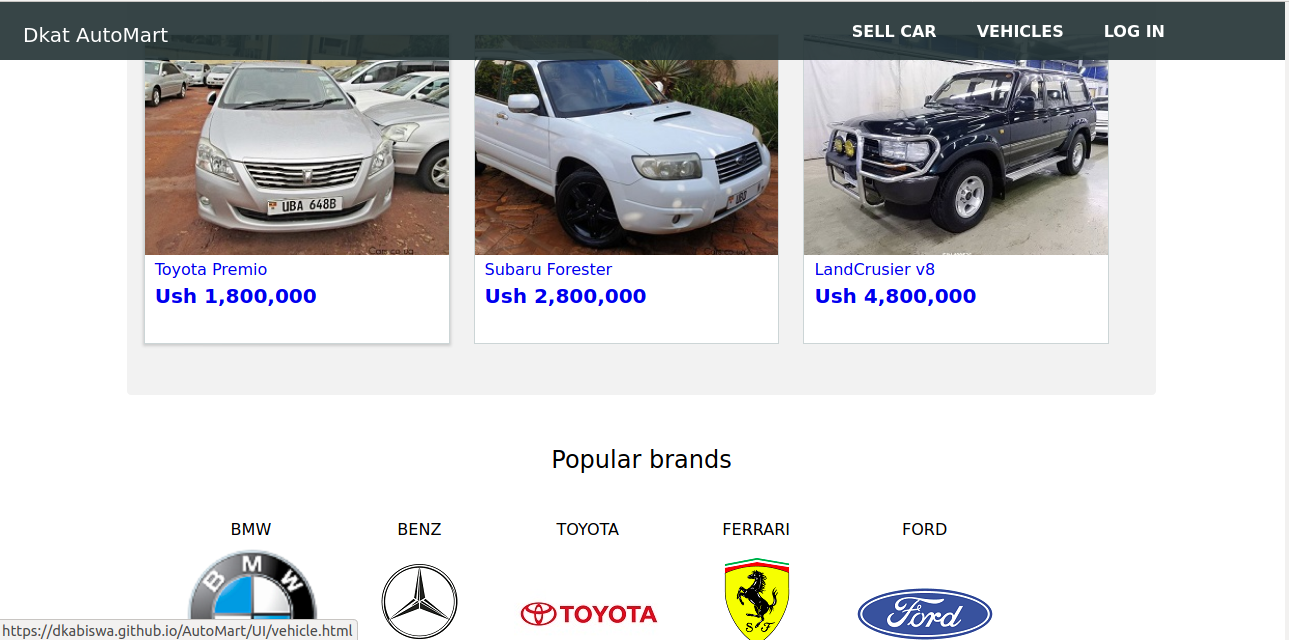 Dkat AutoMart
SELL CAR VEHICLES LOG IN
UBA 648B
Toyota Premio
Ush 1,800,000
Subaru Forester
Ush 2,800,000
LandCrusier v8
Ush 4,800,000
Popular brands
BMW BENZ TOYOTA FERRARI FORD
B M W
TOYOTA
S F
Ford
https://dkabiswa.github.io/AutoMart/UI/vehicle.html